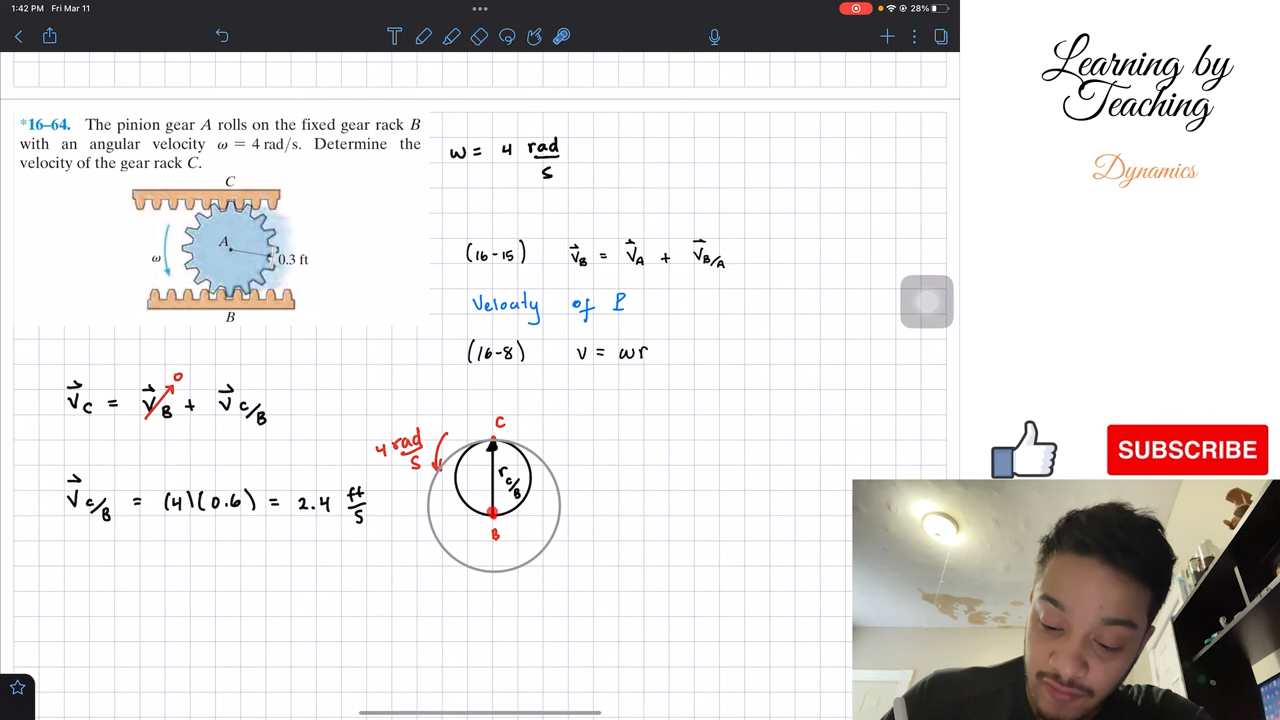 1:42 PM Fri Mar 11
28%
*16–64. The pinion gear A rolls on the fixed gear rack B
with an angular velocity ω = 4 rad/s. Determine the
velocity of the gear rack C.
C
A
ω
0.3 ft
B
ω = 4 rad/s
(16-15) v⃗B = v⃗A + v⃗B/A
Velocity of P
(16-8) v = ωr
v⃗C = v⃗B 0 + v⃗C/B
v⃗C/B = (4)(0.6) = 2.4 ft/s
4 rad/s
C
rC/B
B
Learning by
Teaching
Dynamics
SUBSCRIBE